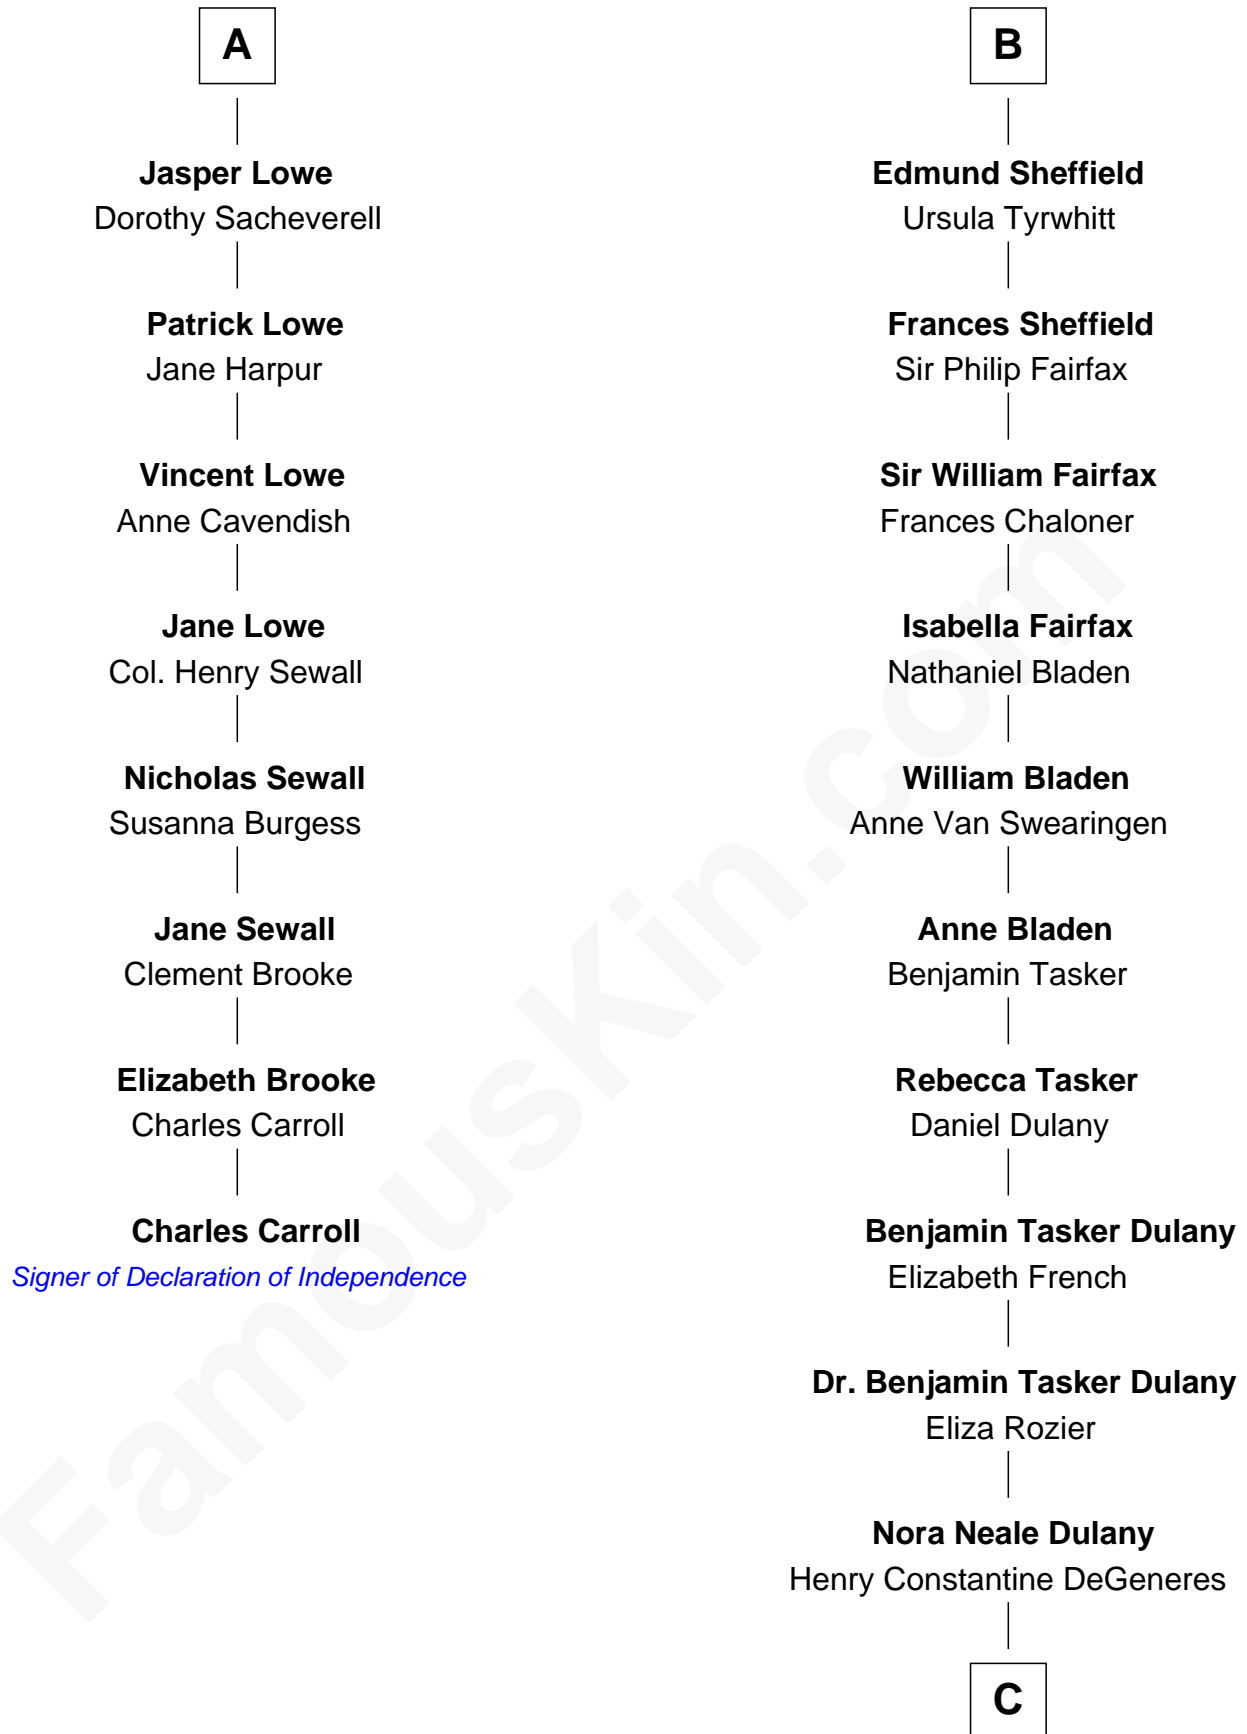 A
Jasper Lowe
Dorothy Sacheverell
Patrick Lowe
Jane Harpur
Vincent Lowe
Anne Cavendish
Jane Lowe
Col. Henry Sewall
Nicholas Sewall
Susanna Burgess
Jane Sewall
Clement Brooke
Elizabeth Brooke
Charles Carroll
Charles Carroll
Signer of Declaration of Independence
B
Edmund Sheffield
Ursula Tyrwhitt
Frances Sheffield
Sir Philip Fairfax
Sir William Fairfax
Frances Chaloner
Isabella Fairfax
Nathaniel Bladen
William Bladen
Anne Van Swearingen
Anne Bladen
Benjamin Tasker
Rebecca Tasker
Daniel Dulany
Benjamin Tasker Dulany
Elizabeth French
Dr. Benjamin Tasker Dulany
Eliza Rozier
Nora Neale Dulany
Henry Constantine DeGeneres
C
FamousKin.com